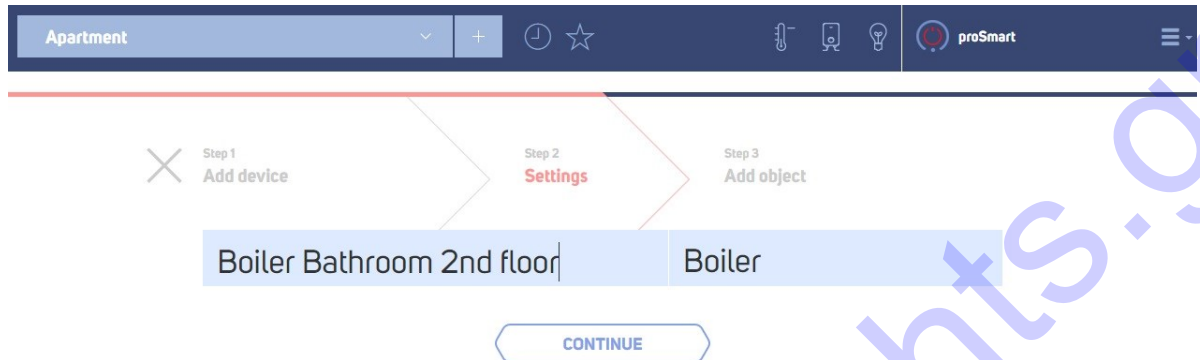 Apartment
proSmart
Step 1
Add device
Step 2
Settings
Step 3
Add object
Boiler Bathroom 2nd floor
Boiler
CONTINUE